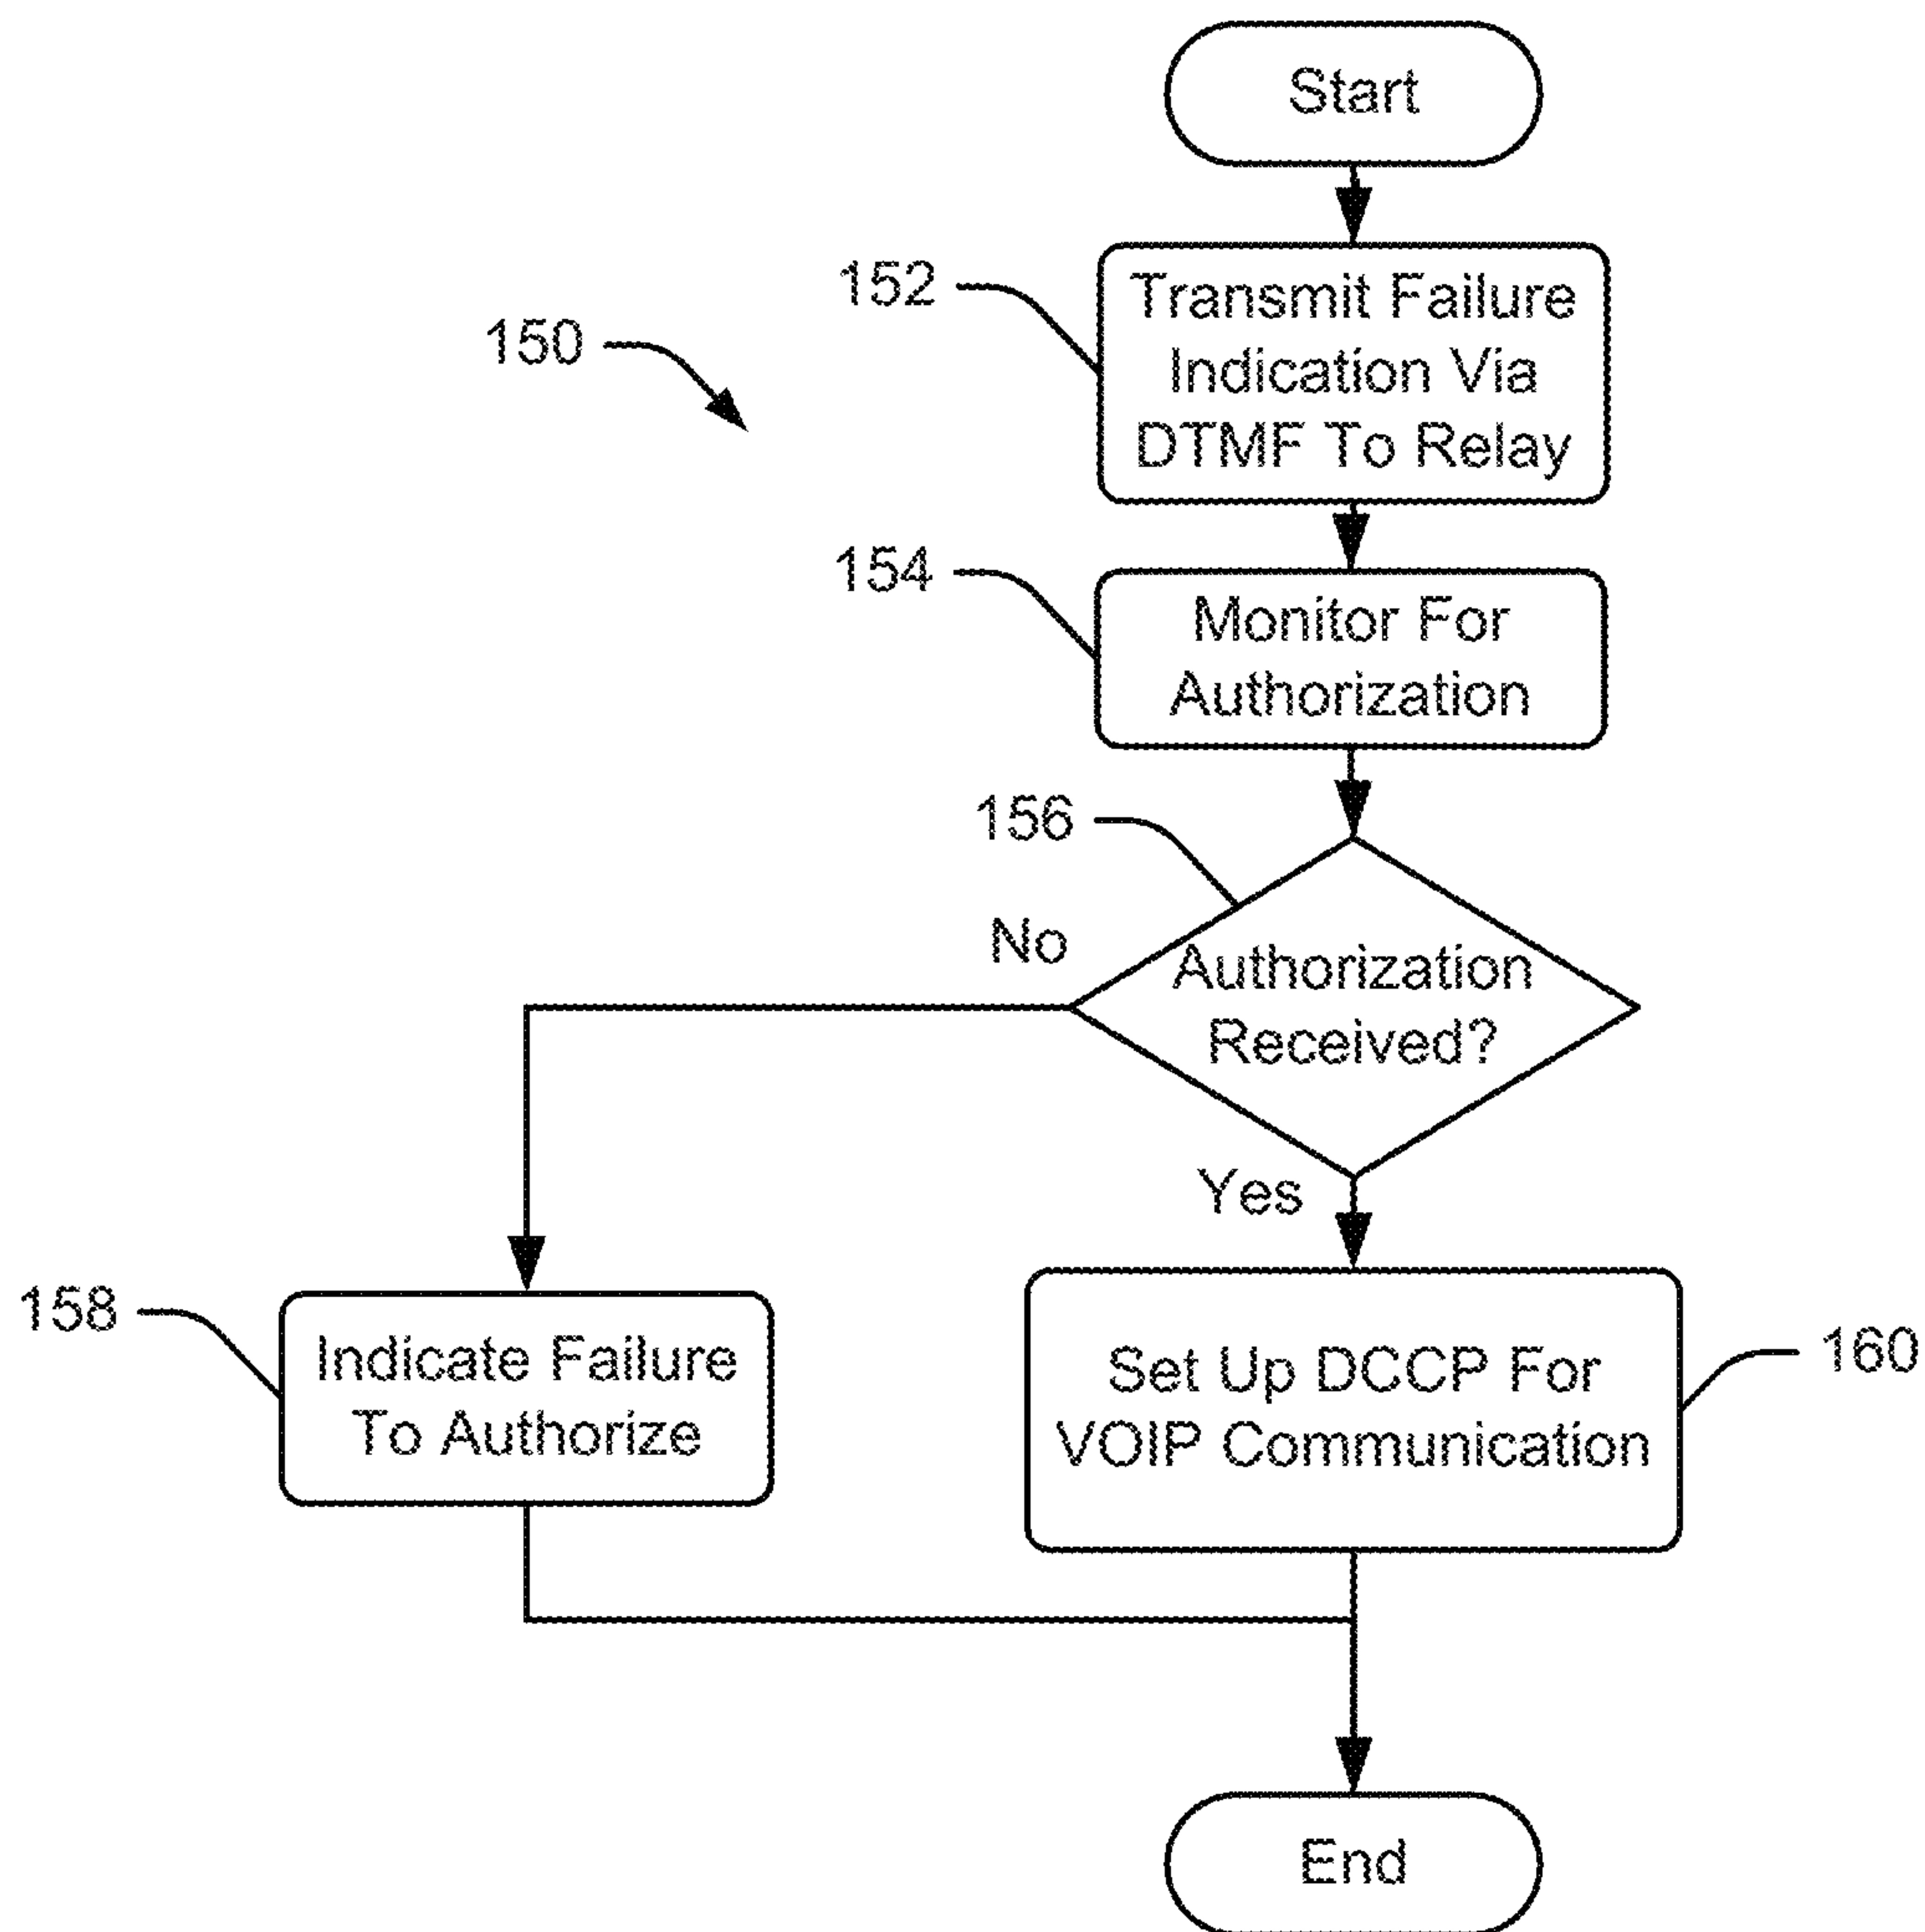 Start
152
Transmit Failure
Indication Via
DTMF To Relay
150
154
Monitor For
Authorization
156
No
Authorization
Received?
Yes
158
Indicate Failure
To Authorize
Set Up DCCP For
VOIP Communication
160
End